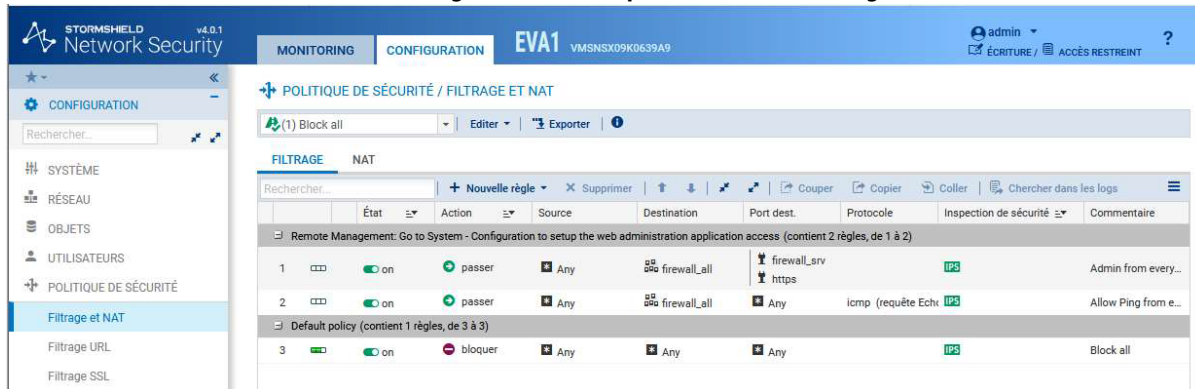 STORMSHIELD v4.0.1
Network Security
MONITORING CONFIGURATION EVA1 VMSNSX09K0639A9
admin
ÉCRITURE / ACCÈS RESTREINT ?
CONFIGURATION
Rechercher...
SYSTÈME
RÉSEAU
OBJETS
UTILISATEURS
POLITIQUE DE SÉCURITÉ
Filtrage et NAT
Filtrage URL
Filtrage SSL
POLITIQUE DE SÉCURITÉ / FILTRAGE ET NAT
(1) Block all Editer Exporter
FILTRAGE NAT
Rechercher... + Nouvelle règle Supprimer Couper Copier Coller Chercher dans les logs
État Action Source Destination Port dest. Protocole Inspection de sécurité Commentaire
Remote Management: Go to System - Configuration to setup the web administration application access (contient 2 règles, de 1 à 2)
1 on passer Any firewall_all firewall_srv https IPS Admin from every...
2 on passer Any firewall_all Any icmp (requête Echo IPS Allow Ping from e...
Default policy (contient 1 règles, de 3 à 3)
3 on bloquer Any Any Any IPS Block all